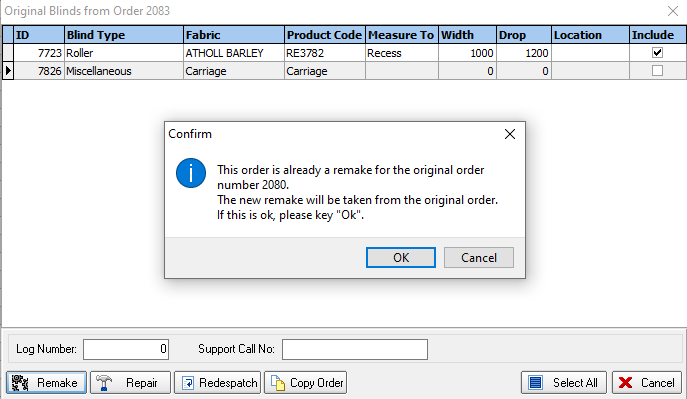 Original Blinds from Order 2083
ID Blind Type Fabric Product Code Measure To Width Drop Location Include
7723 Roller ATHOLL BARLEY RE3782 Recess 1000 1200
7826 Miscellaneous Carriage Carriage 0 0
Confirm
This order is already a remake for the original order
number 2080.
The new remake will be taken from the original order.
If this is ok, please key "Ok".
OK Cancel
Log Number: 0 Support Call No:
Remake Repair Redespatch Copy Order Select All Cancel